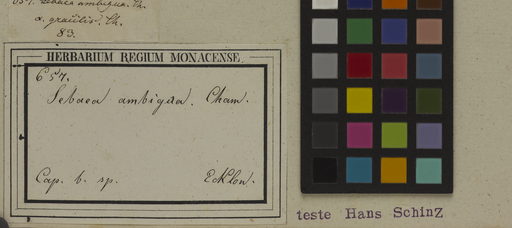 657. Sebaea ambigua. Ch.
α. gracilis. Ch.
83.
HERBARIUM REGIUM MONACENSE.
657.
Sebaea ambigua. Cham.
Cap. b. sp. Ecklon.
teste Hans SchinZ